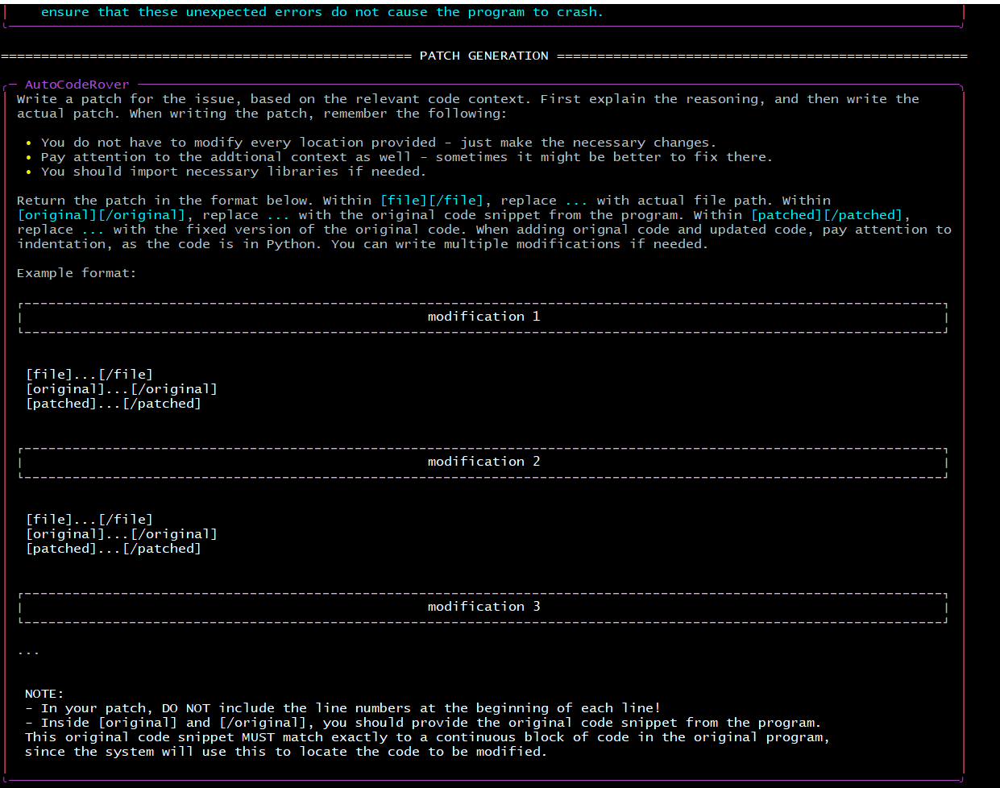 ensure that these unexpected errors do not cause the program to crash.
=================================================== PATCH GENERATION ===================================================
AutoCodeRover
Write a patch for the issue, based on the relevant code context. First explain the reasoning, and then write the
actual patch. When writing the patch, remember the following:
• You do not have to modify every location provided - just make the necessary changes.
• Pay attention to the addtional context as well - sometimes it might be better to fix there.
• You should import necessary libraries if needed.
Return the patch in the format below. Within [file][/file], replace ... with actual file path. Within
[original][/original], replace ... with the original code snippet from the program. Within [patched][/patched],
replace ... with the fixed version of the original code. When adding orignal code and updated code, pay attention to
indentation, as the code is in Python. You can write multiple modifications if needed.
Example format:
modification 1
[file]...[/file]
[original]...[/original]
[patched]...[/patched]
modification 2
[file]...[/file]
[original]...[/original]
[patched]...[/patched]
modification 3
...
NOTE:
- In your patch, DO NOT include the line numbers at the beginning of each line!
- Inside [original] and [/original], you should provide the original code snippet from the program.
This original code snippet MUST match exactly to a continuous block of code in the original program,
since the system will use this to locate the code to be modified.